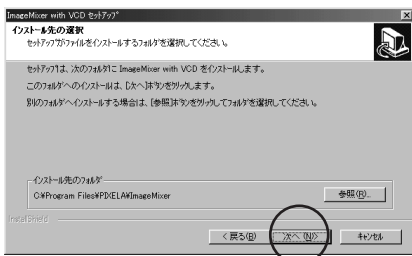 ImageMixer with VCD セットアップ
インストール先の選択
セットアップがファイルをインストールするフォルダを選択してください。
セットアップは、次のフォルダに ImageMixer with VCD をインストールします。
このフォルダへのインストールは、[次へ]ボタンをクリックします。
別のフォルダへインストールする場合は、[参照]ボタンをクリックしてフォルダを選択してください。
インストール先のフォルダ
C:¥Program Files¥PIXELA¥ImageMixer
参照(R)...
InstallShield
< 戻る(B)
次へ (N)>
キャンセル